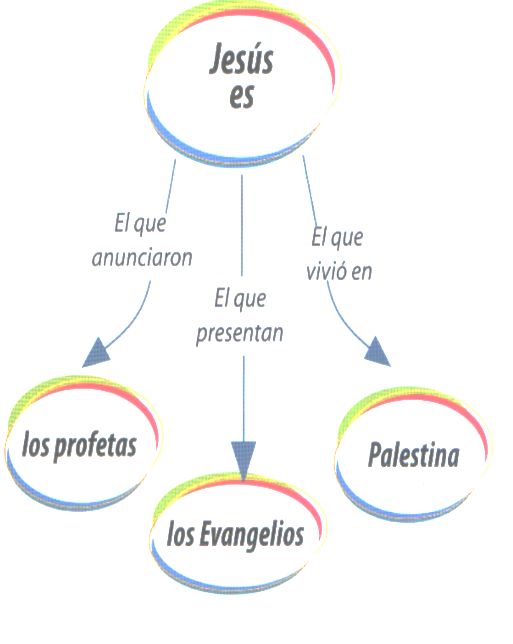 Jesús
es
El que
anunciaron
El que
presentan
El que
vivió en
los profetas
los Evangelios
Palestina